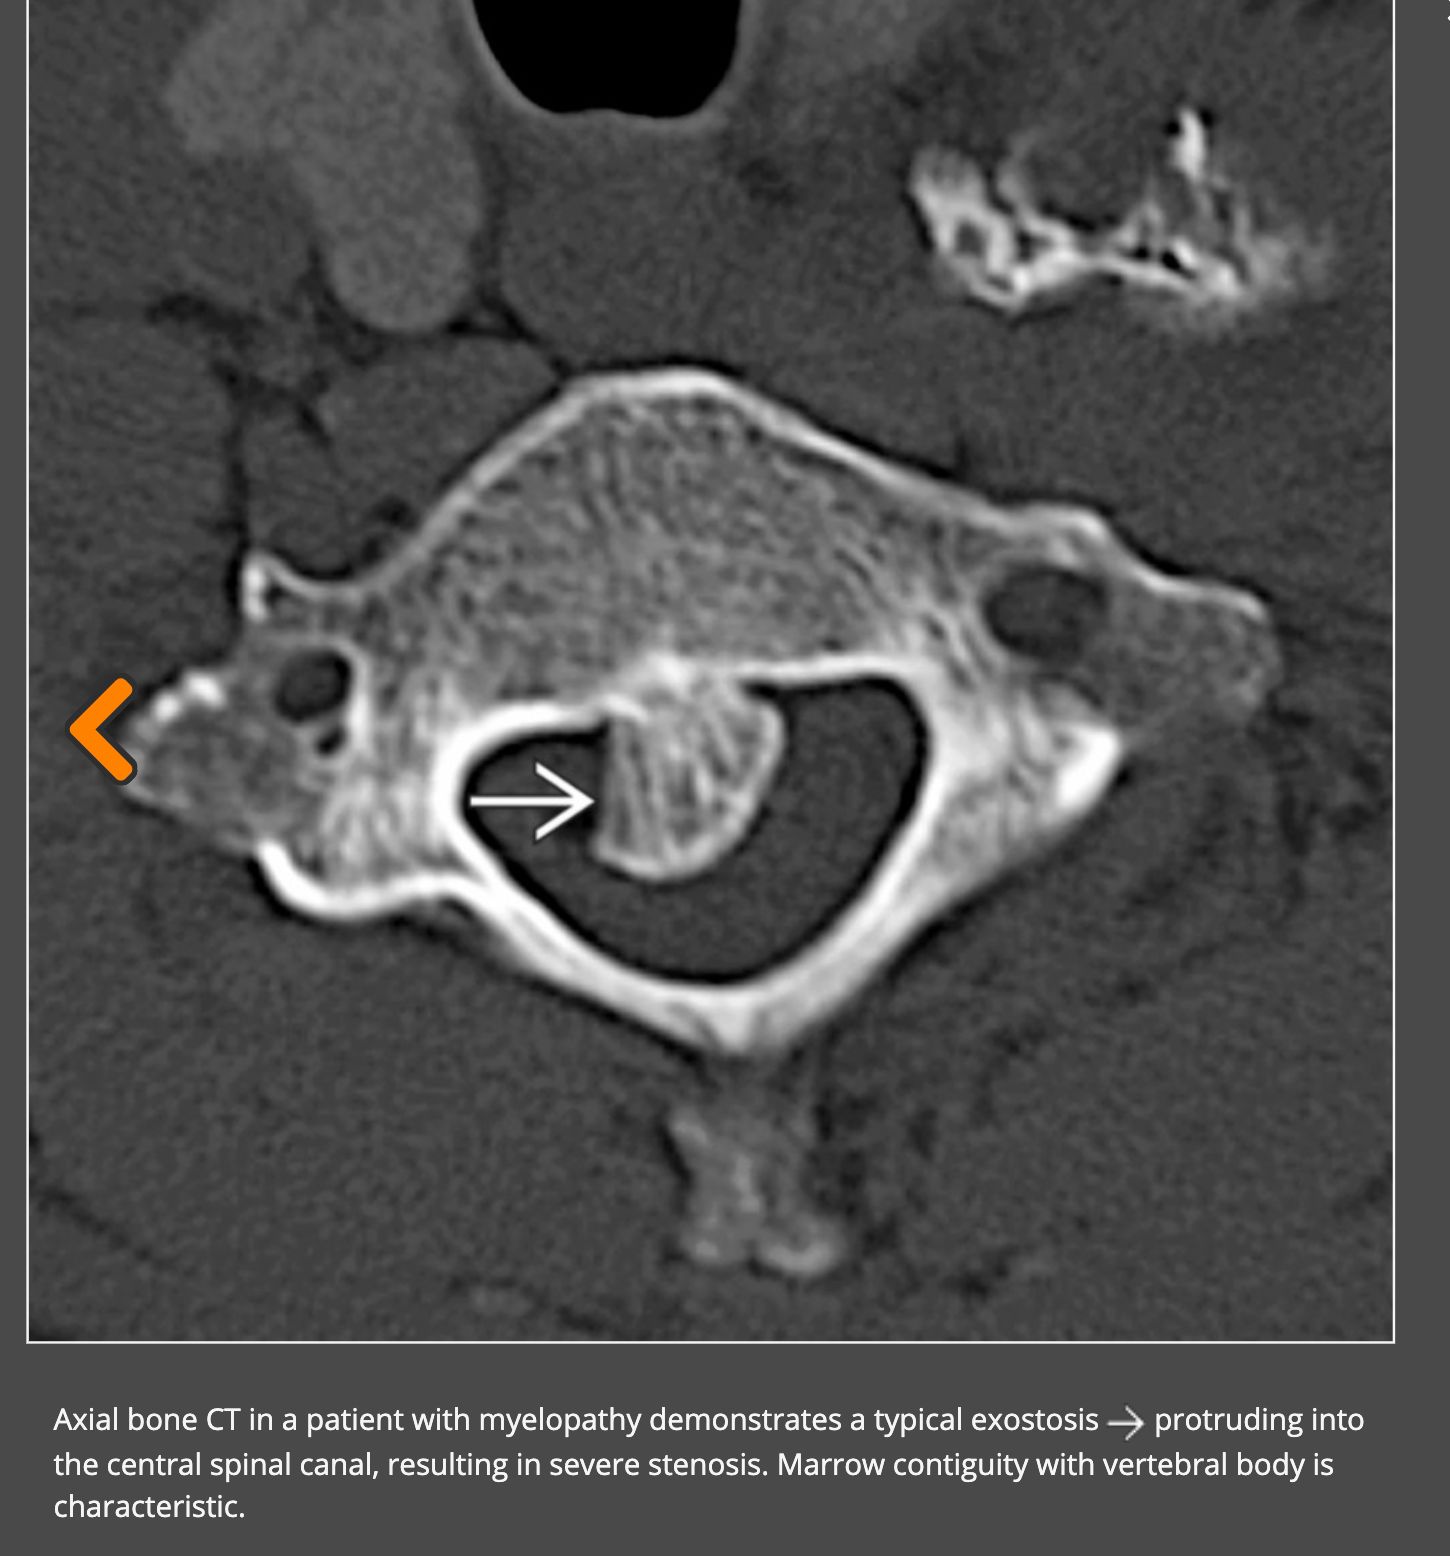 Axial bone CT in a patient with myelopathy demonstrates a typical exostosis → protruding into
the central spinal canal, resulting in severe stenosis. Marrow contiguity with vertebral body is
characteristic.